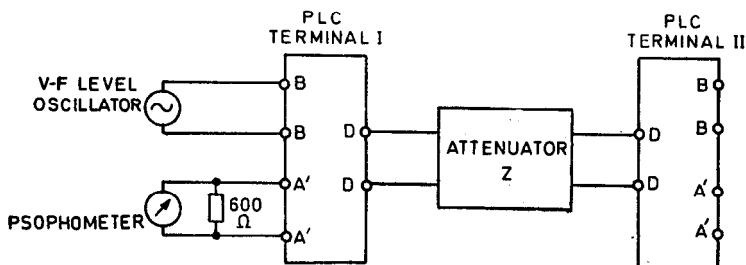 PLC
TERMINAL I
PLC
TERMINAL II
V-F LEVEL
OSCILLATOR
B
B
A'
A'
600
Ω
PSOPHOMETER
D
D
ATTENUATOR
Z
D
D
B
B
A'
A'